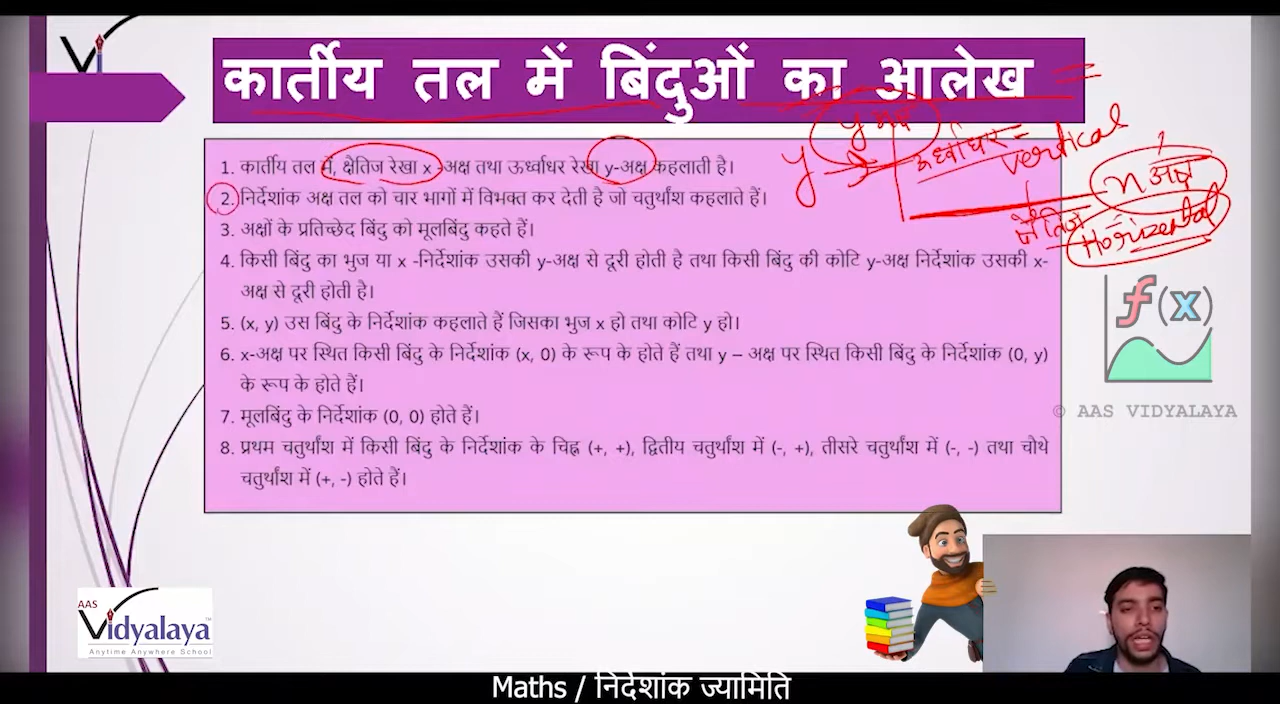 कार्तीय तल में बिंदुओं का आलेख
y अक्ष
y
ऊर्ध्वाधर =
vertical
x अक्ष
क्षैतिज
Horizental
1. कार्तीय तल में, क्षैतिज रेखा x -अक्ष तथा ऊर्ध्वाधर रेखा y-अक्ष कहलाती है।
2. निर्देशांक अक्ष तल को चार भागों में विभक्त कर देती है जो चतुर्थांश कहलाते हैं।
3. अक्षों के प्रतिच्छेद बिंदु को मूलबिंदु कहते हैं।
4. किसी बिंदु का भुज या x -निर्देशांक उसकी y-अक्ष से दूरी होती है तथा किसी बिंदु की कोटि y-अक्ष निर्देशांक उसकी x-
अक्ष से दूरी होती है।
5. (x, y) उस बिंदु के निर्देशांक कहलाते हैं जिसका भुज x हो तथा कोटि y हो।
6. x-अक्ष पर स्थित किसी बिंदु के निर्देशांक (x, 0) के रूप के होते हैं तथा y – अक्ष पर स्थित किसी बिंदु के निर्देशांक (0, y)
के रूप के होते हैं।
7. मूलबिंदु के निर्देशांक (0, 0) होते हैं।
8. प्रथम चतुर्थांश में किसी बिंदु के निर्देशांक के चिह्न (+, +), द्वितीय चतुर्थांश में (-, +), तीसरे चतुर्थांश में (-, -) तथा चौथे
चतुर्थांश में (+, -) होते हैं।
f(x)
© AAS VIDYALAYA
AAS
Vidyalaya
Anytime Anywhere School
Maths / निर्देशांक ज्यामिति